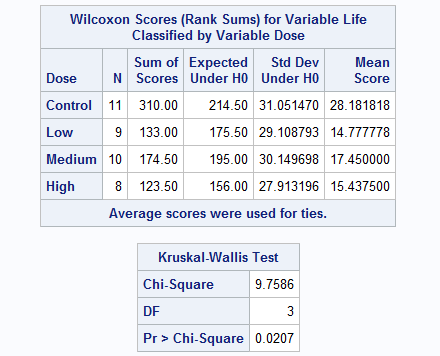 Wilcoxon Scores (Rank Sums) for Variable Life
Classified by Variable Dose
Dose N Sum of Scores Expected Under H0 Std Dev Under H0 Mean Score
Control 11 310.00 214.50 31.051470 28.181818
Low 9 133.00 175.50 29.108793 14.777778
Medium 10 174.50 195.00 30.149698 17.450000
High 8 123.50 156.00 27.913196 15.437500
Average scores were used for ties.
Kruskal-Wallis Test
Chi-Square 9.7586
DF 3
Pr > Chi-Square 0.0207